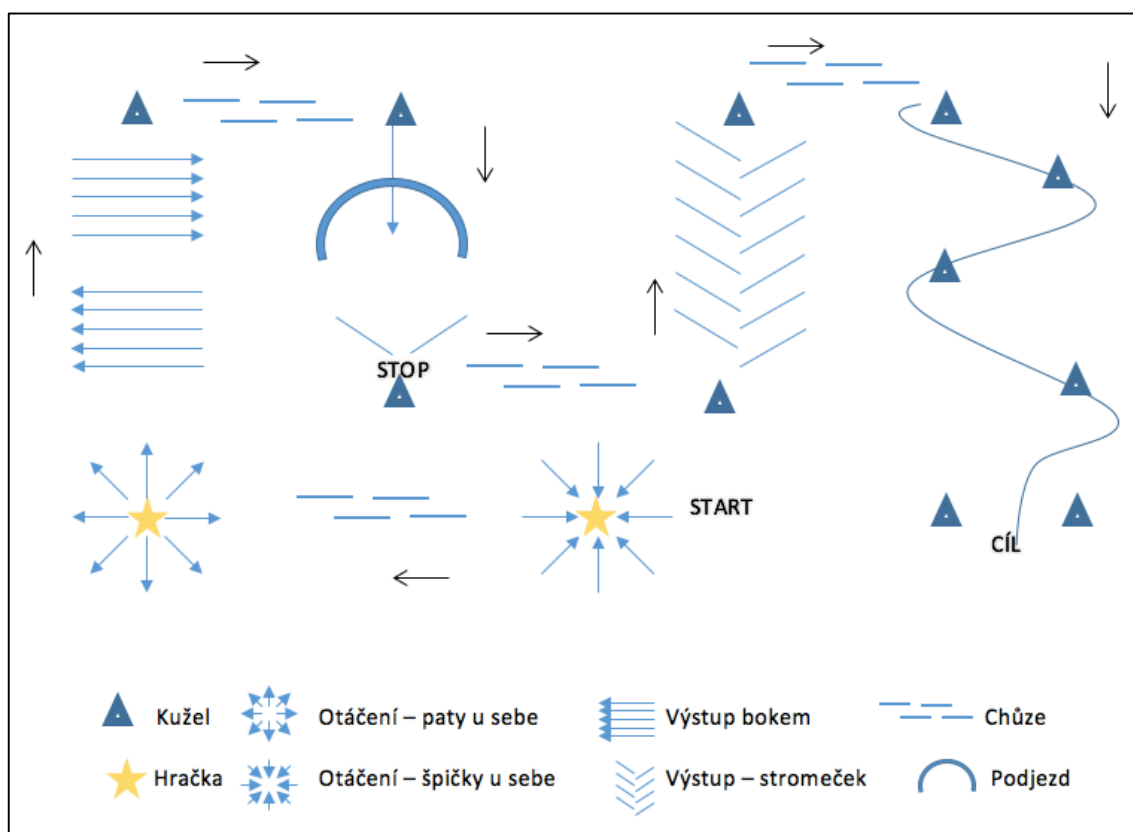 STOP
START
CÍL
Kužel
Otáčení – paty u sebe
Výstup bokem
Chůze
Hračka
Otáčení – špičky u sebe
Výstup – stromeček
Podjezd